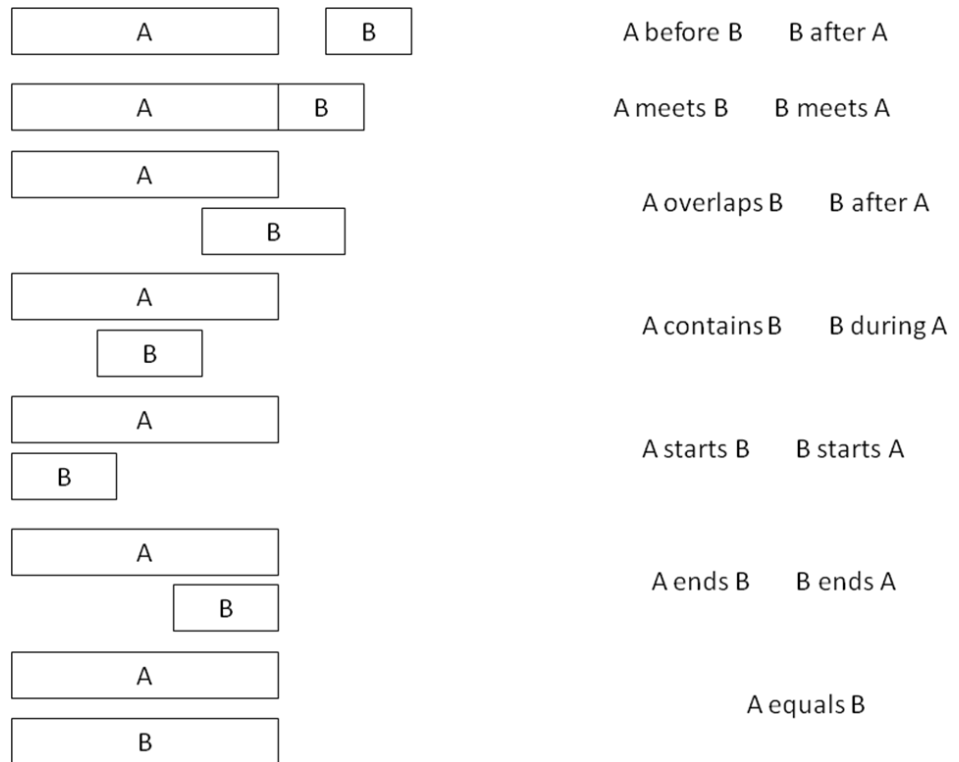 A B A before B B after A
A B A meets B B meets A
A
A overlaps B B after A
B
A
A contains B B during A
B
A
A starts B B starts A
B
A
A ends B B ends A
B
A
A equals B
B